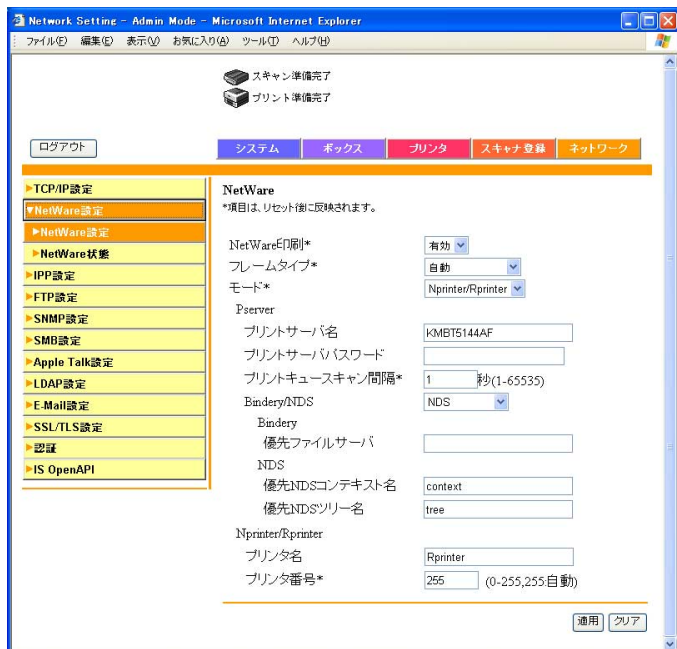 Network Setting - Admin Mode - Microsoft Internet Explorer
ファイル(F) 編集(E) 表示(V) お気に入り(A) ツール(T) ヘルプ(H)
スキャン準備完了
プリント準備完了
ログアウト
システム ボックス プリンタ スキャナ登録 ネットワーク
TCP/IP設定
NetWare設定
NetWare設定
NetWare状態
IPP設定
FTP設定
SNMP設定
SMB設定
Apple Talk設定
LDAP設定
E-Mail設定
SSL/TLS設定
認証
IS OpenAPI
NetWare
*項目は、リセット後に反映されます。
NetWare印刷* 有効
フレームタイプ* 自動
モード* Nprinter/Rprinter
Pserver
プリントサーバ名 KMBT5144AF
プリントサーバパスワード
プリントキュースキャン間隔* 1 秒(1-65535)
Bindery/NDS NDS
Bindery
優先ファイルサーバ
NDS
優先NDSコンテキスト名 context
優先NDSツリー名 tree
Nprinter/Rprinter
プリンタ名 Rprinter
プリンタ番号* 255 (0-255,255:自動)
適用 クリア